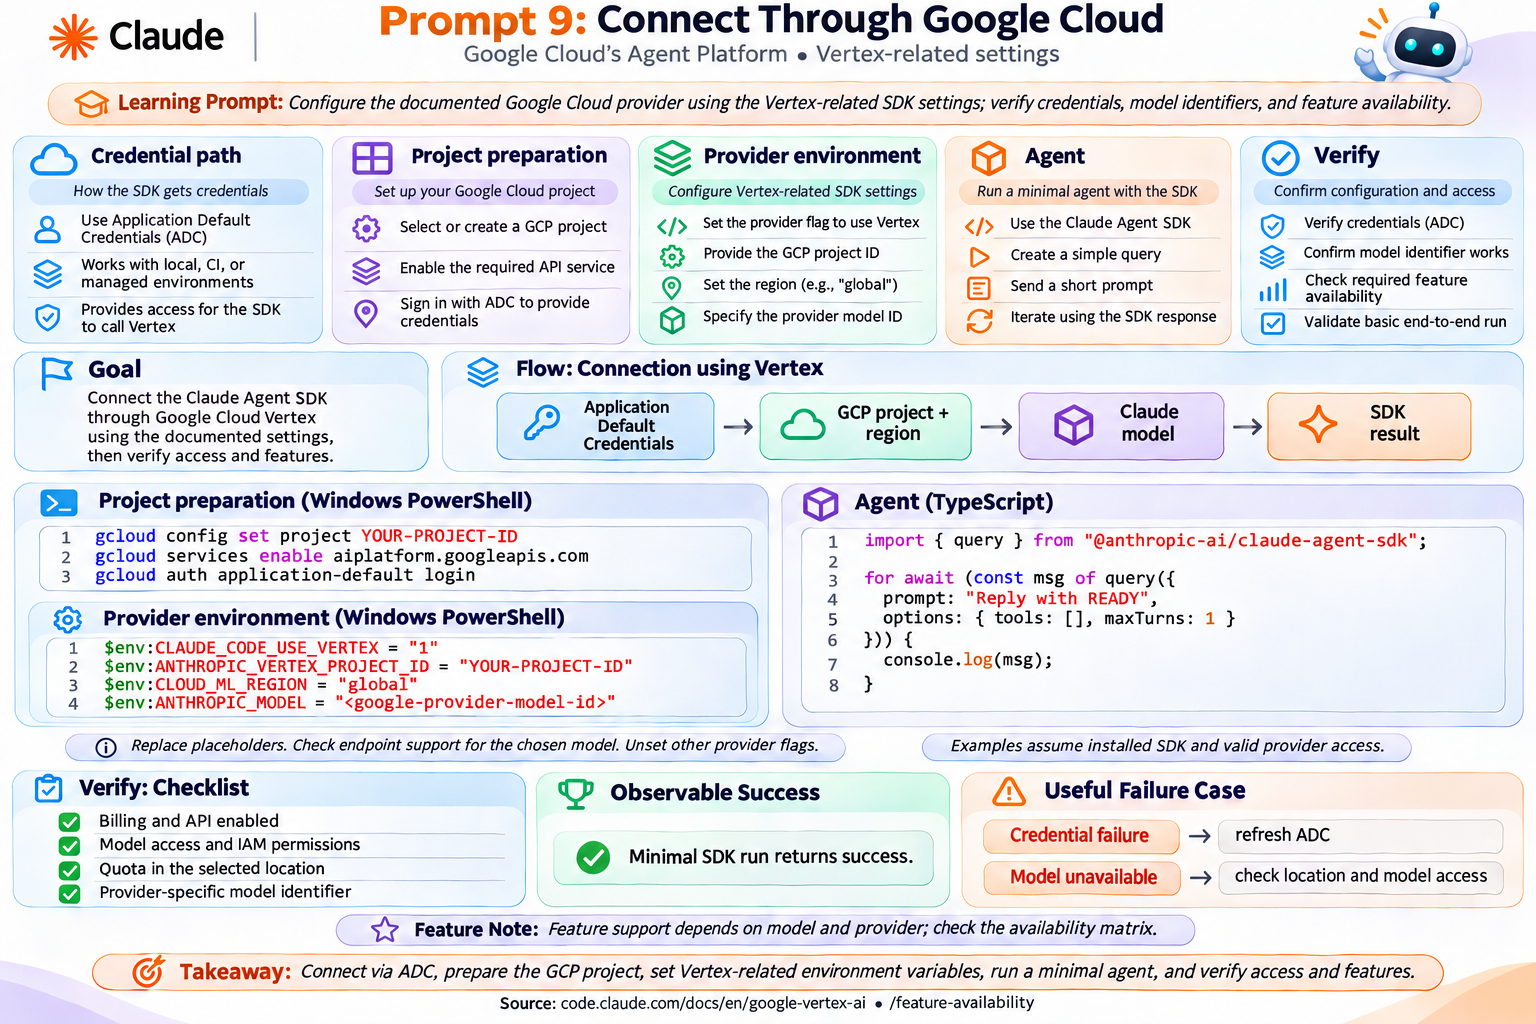 Claude
Prompt 9: Connect Through Google Cloud
Google Cloud's Agent Platform • Vertex-related settings
Learning Prompt: Configure the documented Google Cloud provider using the Vertex-related SDK settings; verify credentials, model identifiers, and feature availability.
Credential path
How the SDK gets credentials
Use Application Default
Credentials (ADC)
Works with local, CI, or
managed environments
Provides access for the SDK
to call Vertex
Project preparation
Set up your Google Cloud project
Select or create a GCP project
Enable the required API service
Sign in with ADC to provide
credentials
Provider environment
Configure Vertex-related SDK settings
Set the provider flag to use Vertex
Provide the GCP project ID
Set the region (e.g., "global")
Specify the provider model ID
Agent
Run a minimal agent with the SDK
Use the Claude Agent SDK
Create a simple query
Send a short prompt
Iterate using the SDK response
Verify
Confirm configuration and access
Verify credentials (ADC)
Confirm model identifier works
Check required feature
availability
Validate basic end-to-end run
Goal
Connect the Claude Agent SDK
through Google Cloud Vertex
using the documented settings,
then verify access and features.
Flow: Connection using Vertex
Application
Default
Credentials
GCP project +
region
Claude
model
SDK
result
Project preparation (Windows PowerShell)
1 gcloud config set project YOUR-PROJECT-ID
2 gcloud services enable aiplatform.googleapis.com
3 gcloud auth application-default login
Provider environment (Windows PowerShell)
1 $env:CLAUDE_CODE_USE_VERTEX = "1"
2 $env:ANTHROPIC_VERTEX_PROJECT_ID = "YOUR-PROJECT-ID"
3 $env:CLOUD_ML_REGION = "global"
4 $env:ANTHROPIC_MODEL = "<google-provider-model-id>"
Agent (TypeScript)
1 import { query } from "@anthropic-ai/claude-agent-sdk";
2
3 for await (const msg of query({
4 prompt: "Reply with READY",
5 options: { tools: [], maxTurns: 1 }
6 })) {
7 console.log(msg);
8 }
Replace placeholders. Check endpoint support for the chosen model. Unset other provider flags.
Examples assume installed SDK and valid provider access.
Verify: Checklist
Billing and API enabled
Model access and IAM permissions
Quota in the selected location
Provider-specific model identifier
Observable Success
Minimal SDK run returns success.
Useful Failure Case
Credential failure → refresh ADC
Model unavailable → check location and model access
Feature Note: Feature support depends on model and provider; check the availability matrix.
Takeaway: Connect via ADC, prepare the GCP project, set Vertex-related environment variables, run a minimal agent, and verify access and features.
Source: code.claude.com/docs/en/google-vertex-ai • /feature-availability